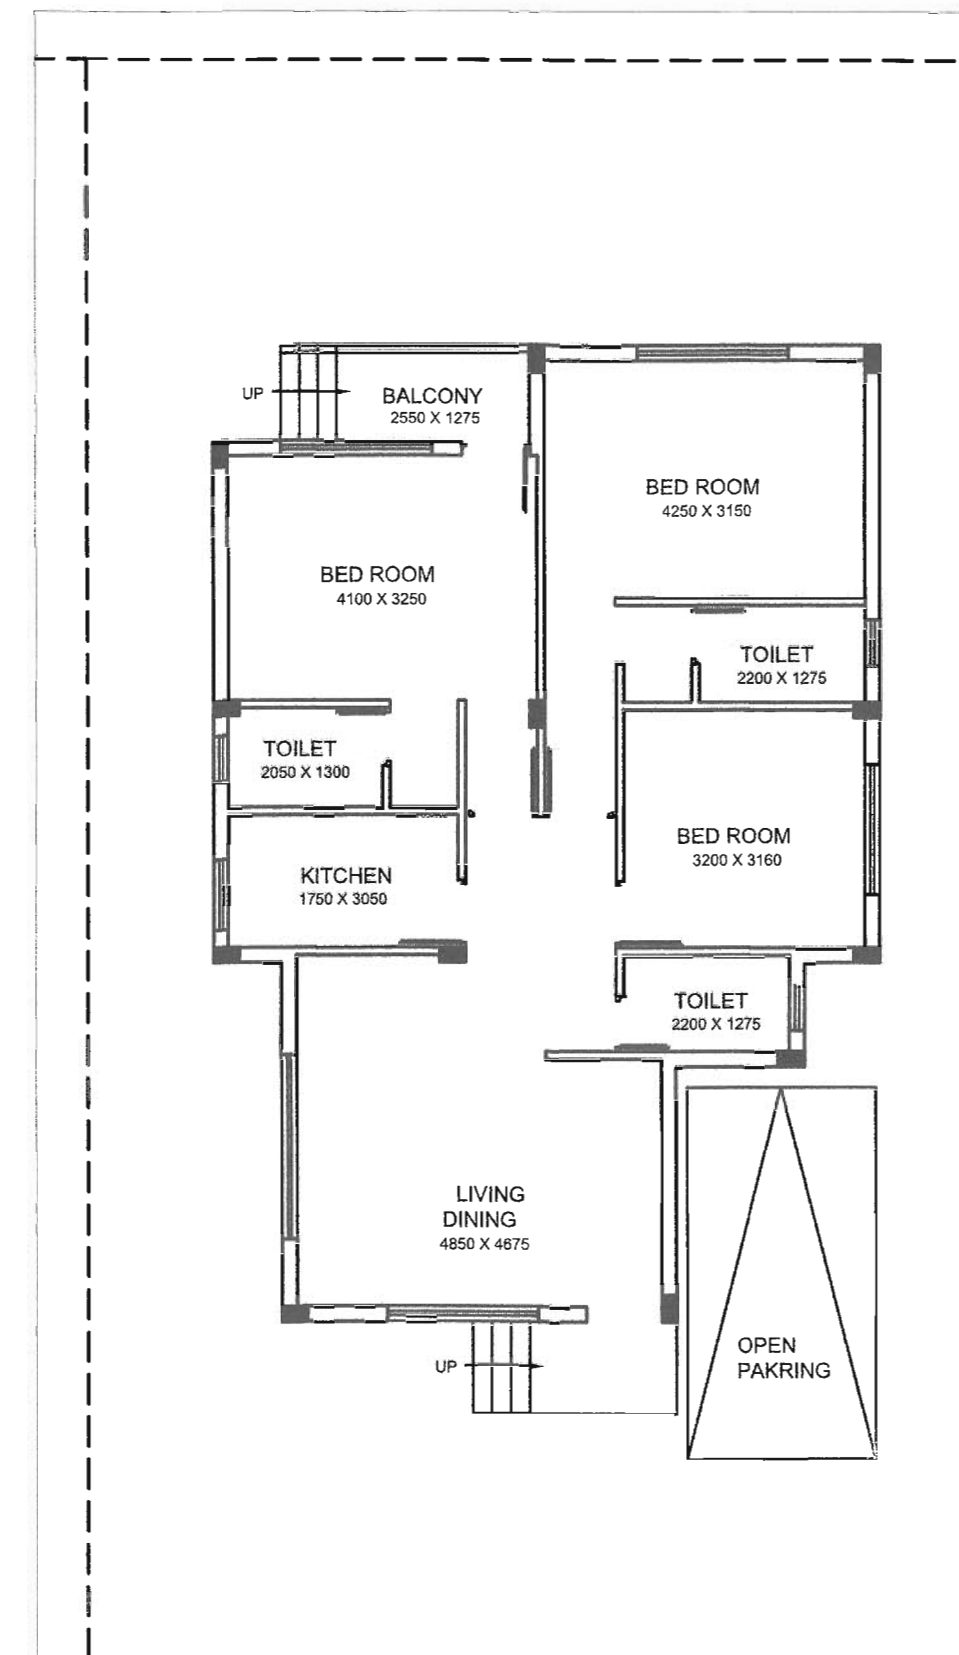 UP
BALCONY
2550 X 1275
BED ROOM
4250 X 3150
BED ROOM
4100 X 3250
TOILET
2200 X 1275
TOILET
2050 X 1300
BED ROOM
3200 X 3160
KITCHEN
1750 X 3050
TOILET
2200 X 1275
LIVING
DINING
4850 X 4675
UP
OPEN
PAKRING